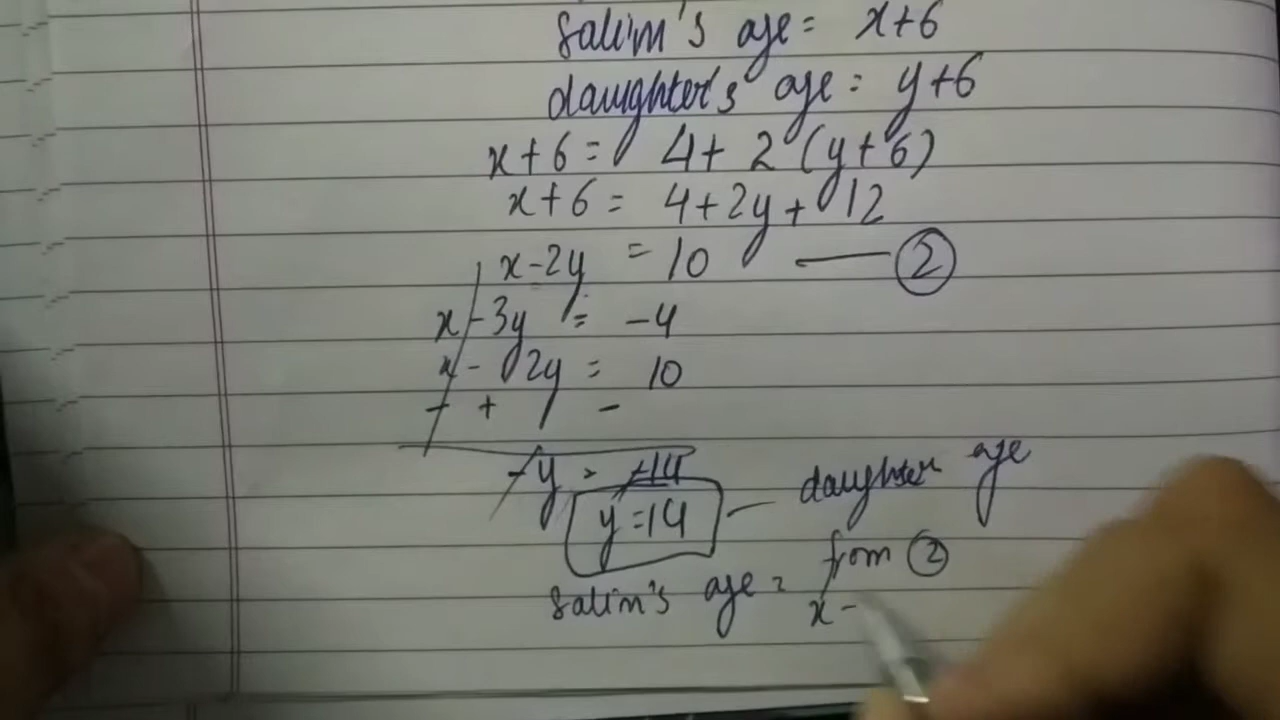 Salim's age = x+6
daughter's age = y+6
x+6 = 4+ 2(y+6)
x+6 = 4+2y+ 12
x-2y = 10 —— ②
x-3y = -4
x- 2y = 10
- + -
-y = -14
y=14 — daughter age
from ②
Salim's age =
x-